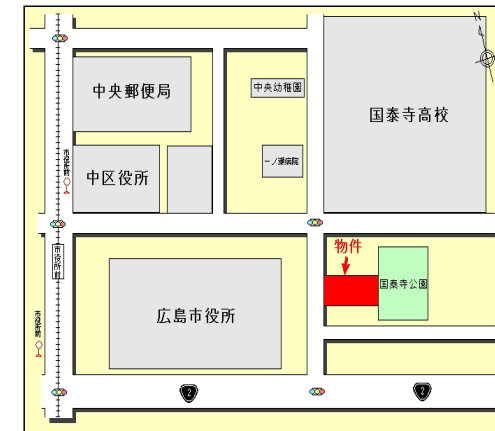 N
中央郵便局
中央幼稚園
国泰寺高校
市役所前
中区役所
一ノ瀬病院
物件
市役所前
国泰寺公園
広島市役所
市役所前
2
2